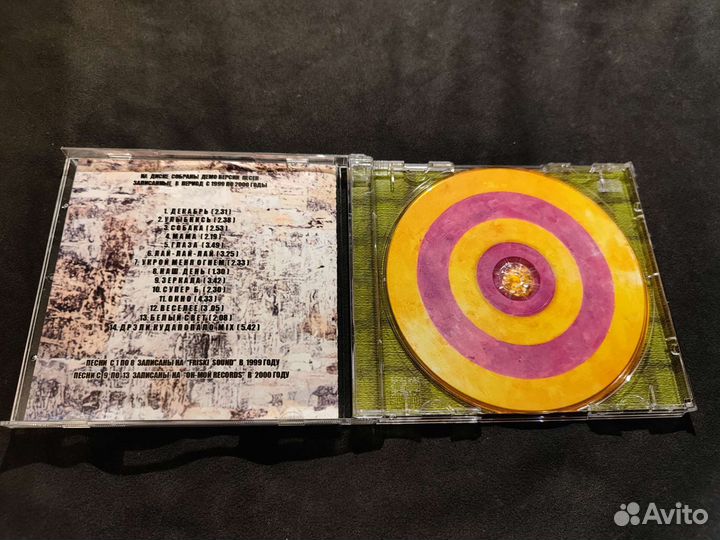 НА ДИСКЕ СОБРАНЫ ДЕМО ВЕРСИИ ПЕСЕН
ЗАПИСАННЫЕ В ПЕРИОД С 1999 ПО 2000 ГОДЫ
1. ДЕКАБРЬ (2.31)
2. УЛЫБНИСЬ (2.38)
3. СОБАКА (2.53)
4. МАМА (2.19)
5. ГЛАЗА (3.49)
6. ЛАЙ-ЛАЙ-ЛАЙ (3.25)
7. УКРОЙ МЕНЯ ОГНЕМ (2.33)
8. НАШ ДЕНЬ (1.30)
9. ЗЕРКАЛА (3.42)
10. СУПЕР Б. (2.30)
11. ОКНО (4.33)
12. ВЕСЕЛЕЕ (3.05)
13. БЕЛЫЙ СВЕТ (2.08)
14. ДРЭЛИ КУДАПОПАЛО MIX (5.42)
ПЕСНИ С 1 ПО 8 ЗАПИСАНЫ НА "FRISKI SOUND" В 1999 ГОДУ
ПЕСНИ С 9 ПО 13 ЗАПИСАНЫ НА "OH-MOH RECORDS" В 2000 ГОДУ
Avito